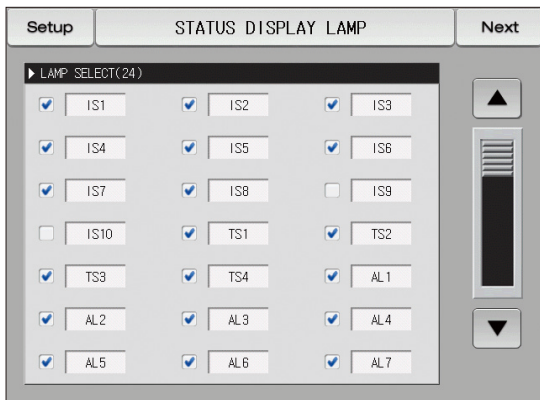 Setup STATUS DISPLAY LAMP Next
▶ LAMP SELECT(24)
IS1 IS2 IS3
IS4 IS5 IS6
IS7 IS8 IS9
IS10 TS1 TS2
TS3 TS4 AL1
AL2 AL3 AL4
AL5 AL6 AL7